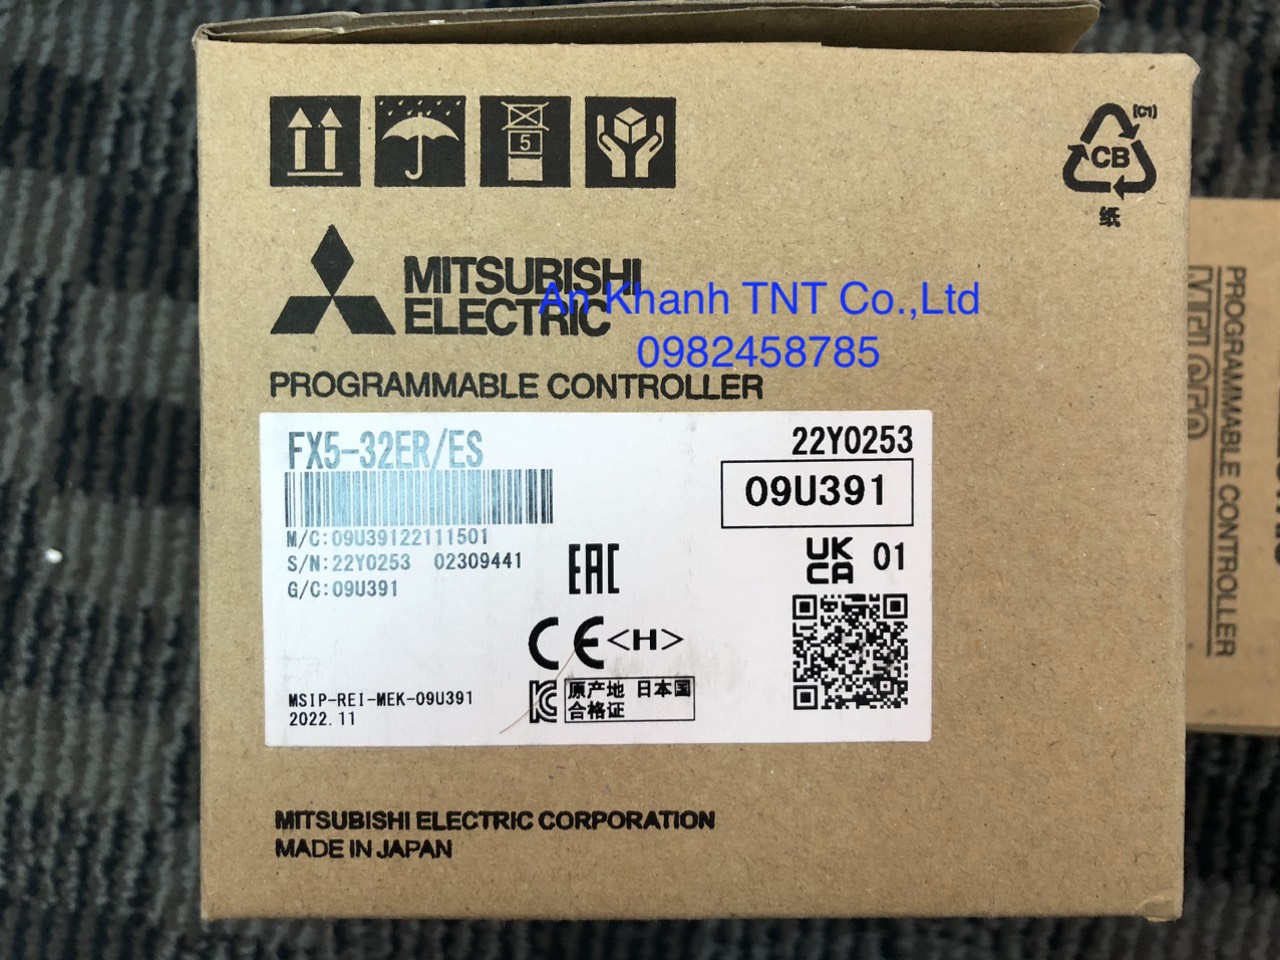 5
[C1]
CB
纸
MITSUBISHI
ELECTRIC
An Khanh TNT Co.,Ltd
0982458785
PROGRAMMABLE CONTROLLER
FX5-32ER/ES
22Y0253
09U391
M/C:09U39122111501
S/N:22Y0253 02309441
G/C:09U391
EAC
UK
CA 01
CE <H>
MSIP-REI-MEK-09U391
2022.11
原产地 日本国
合格证
MITSUBISHI ELECTRIC CORPORATION
MADE IN JAPAN
PROGRAMMABLE CONTROLLER